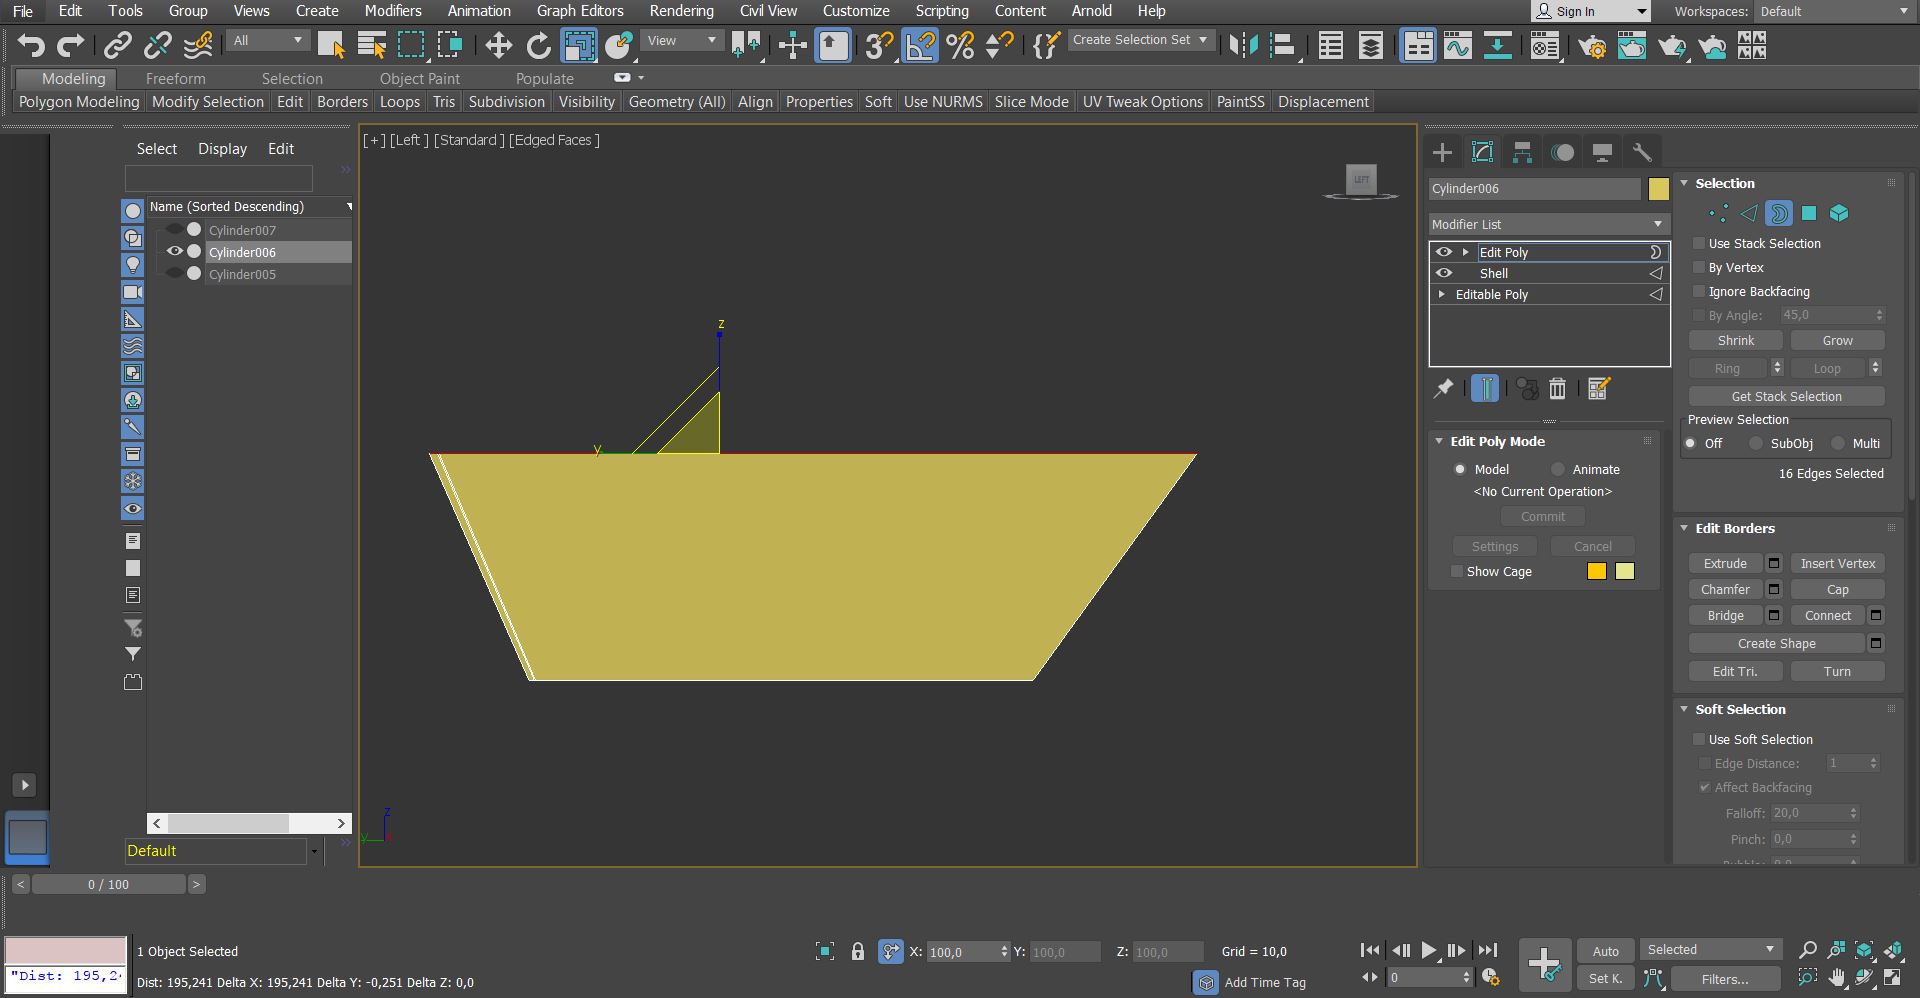 File Edit Tools Group Views Create Modifiers Animation Graph Editors Rendering Civil View Customize Scripting Content Arnold Help Sign In Workspaces: Default
All View Create Selection Set
Modeling Freeform Selection Object Paint Populate
Polygon Modeling Modify Selection Edit Borders Loops Tris Subdivision Visibility Geometry (All) Align Properties Soft Use NURMS Slice Mode UV Tweak Options PaintSS Displacement
Select Display Edit
Name (Sorted Descending)
Cylinder007
Cylinder006
Cylinder005
Default
[+] [Left ] [Standard ] [Edged Faces ]
LEFT
z
y
z
y
Cylinder006
Modifier List
Edit Poly
Shell
Editable Poly
Edit Poly Mode
Model Animate
<No Current Operation>
Commit
Settings Cancel
Show Cage
Selection
Use Stack Selection
By Vertex
Ignore Backfacing
By Angle: 45,0
Shrink Grow
Ring Loop
Get Stack Selection
Preview Selection
Off SubObj Multi
16 Edges Selected
Edit Borders
Extrude Insert Vertex
Chamfer Cap
Bridge Connect
Create Shape
Edit Tri. Turn
Soft Selection
Use Soft Selection
Edge Distance: 1
Affect Backfacing
Falloff: 20,0
Pinch: 0,0
< 0 / 100 >
1 Object Selected
"Dist: 195,2
Dist: 195,241 Delta X: 195,241 Delta Y: -0,251 Delta Z: 0,0
X: 100,0 Y: 100,0 Z: 100,0 Grid = 10,0
Add Time Tag
0
Auto Selected
Set K. Filters...